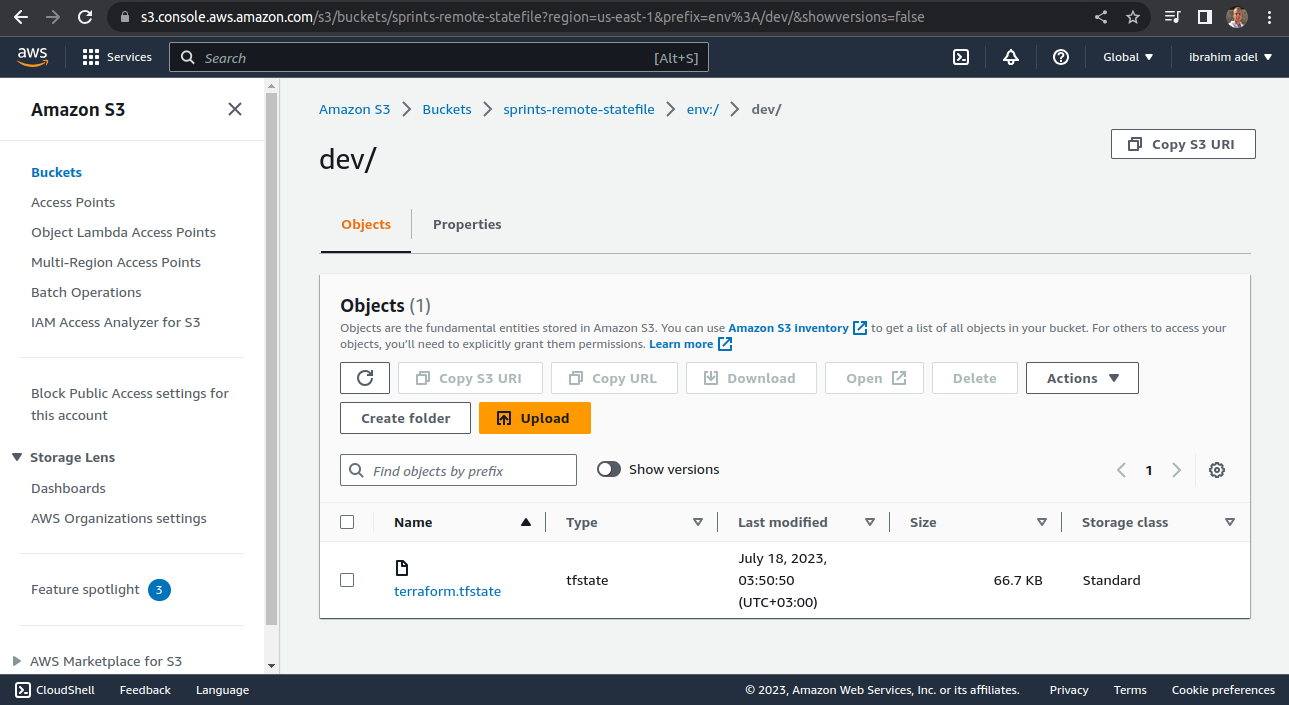 s3.console.aws.amazon.com/s3/buckets/sprints-remote-statefile?region=us-east-1&prefix=env%3A/dev/&showversions=false
aws Services Search [Alt+S] Global ibrahim adel
Amazon S3
Buckets
Access Points
Object Lambda Access Points
Multi-Region Access Points
Batch Operations
IAM Access Analyzer for S3
Block Public Access settings for
this account
Storage Lens
Dashboards
AWS Organizations settings
Feature spotlight 3
AWS Marketplace for S3
Amazon S3 Buckets sprints-remote-statefile env:/ dev/
dev/
Copy S3 URI
Objects Properties
Objects (1)
Objects are the fundamental entities stored in Amazon S3. You can use Amazon S3 inventory to get a list of all objects in your bucket. For others to access your
objects, you'll need to explicitly grant them permissions. Learn more
Copy S3 URI Copy URL Download Open Delete Actions
Create folder Upload
Find objects by prefix Show versions 1
Name Type Last modified Size Storage class
terraform.tfstate tfstate July 18, 2023,
03:50:50
(UTC+03:00) 66.7 KB Standard
CloudShell Feedback Language © 2023, Amazon Web Services, Inc. or its affiliates. Privacy Terms Cookie preferences